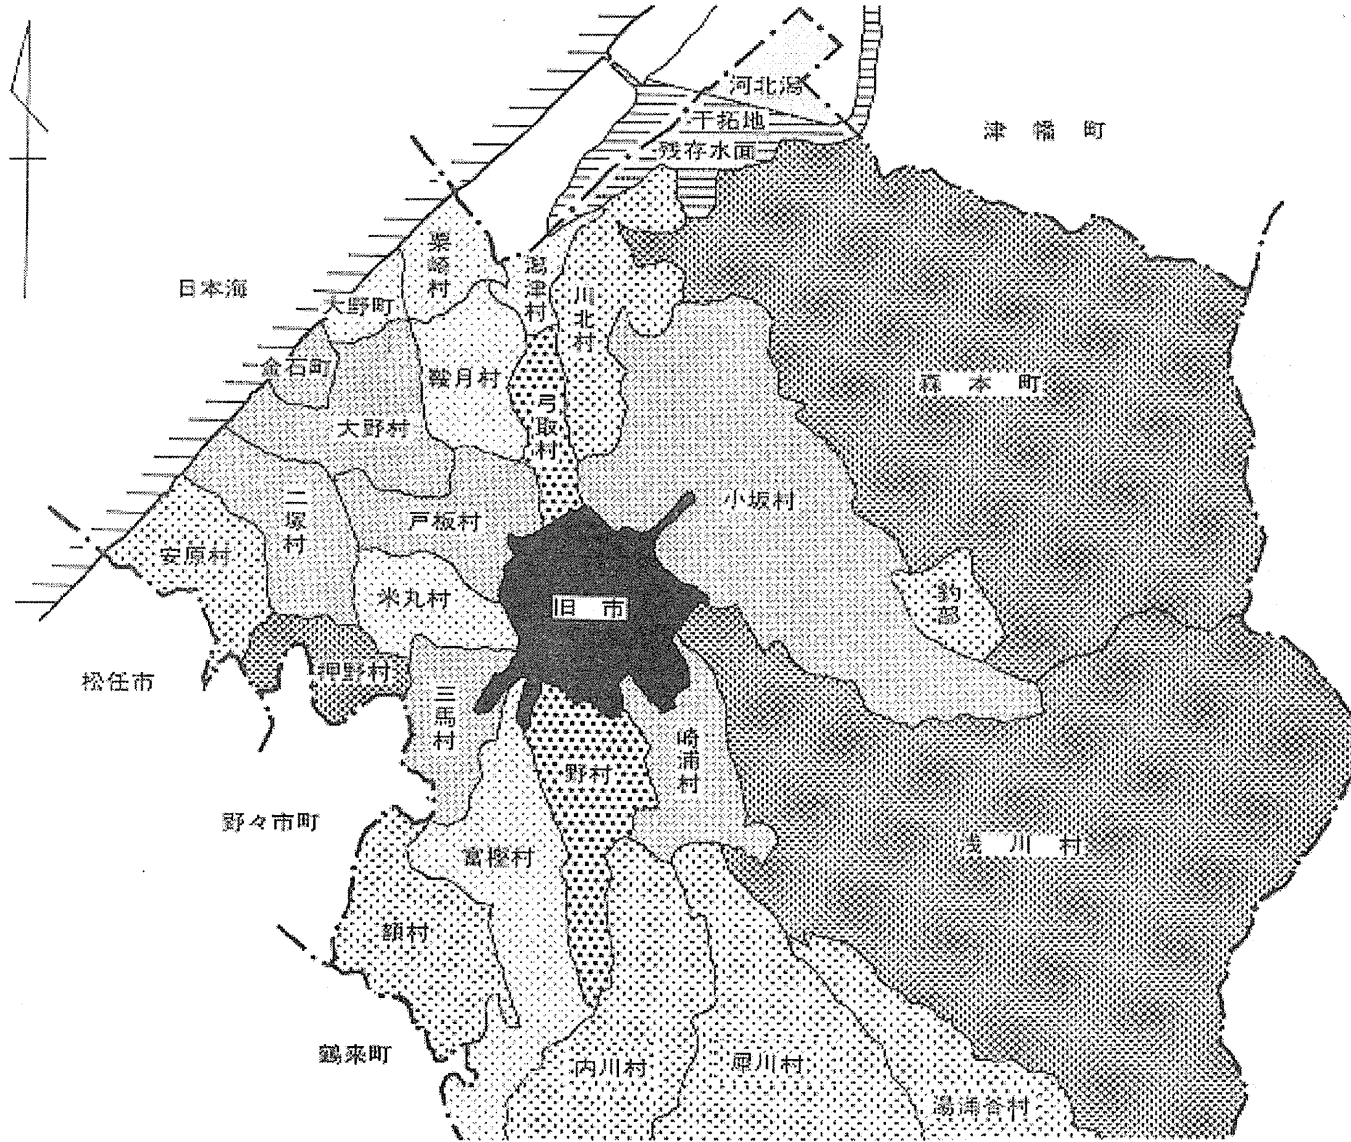 河北潟
干拓地
残存水面
津幡町
粟崎村
潟津村
川北村
日本海
大野町
金石町
鞍月村
弓取村
森本町
大野村
小坂村
戸板村
二塚村
安原村
米丸村
旧市
釣部
押野村
松任市
三馬村
崎浦村
野村
野々市町
富樫村
浅川村
額村
鶴来町
内川村
犀川村
湯涌谷村